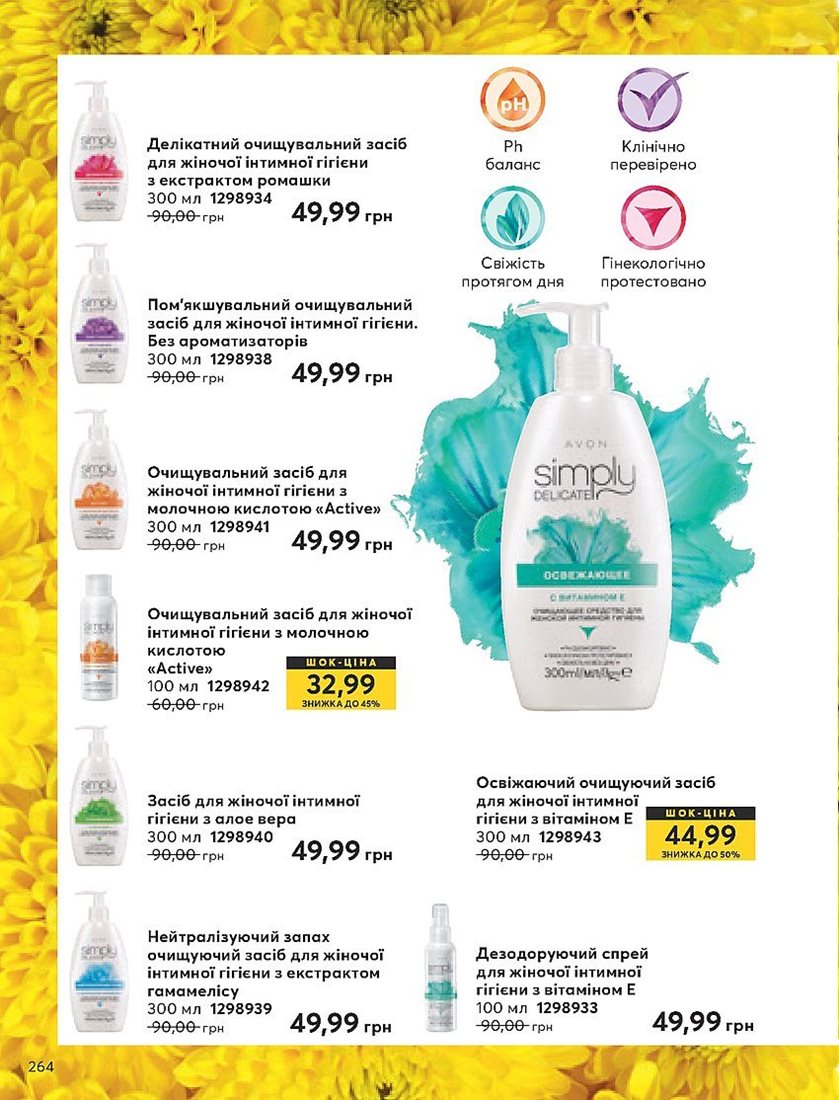 Делікатний очищувальний засіб
для жіночої інтимної гігієни
з екстрактом ромашки
300 мл 1298934
90,00 грн
49,99 грн
Пом'якшувальний очищувальний
засіб для жіночої інтимної гігієни.
Без ароматизаторів
300 мл 1298938
90,00 грн
49,99 грн
Очищувальний засіб для
жіночої інтимної гігієни з
молочною кислотою «Active»
300 мл 1298941
90,00 грн
49,99 грн
Очищувальний засіб для жіночої
інтимної гігієни з молочною
кислотою
«Active»
100 мл 1298942
60,00 грн
ШОК-ЦІНА
32,99
ЗНИЖКА ДО 45%
Засіб для жіночої інтимної
гігієни з алое вера
300 мл 1298940
90,00 грн
49,99 грн
Нейтралізуючий запах
очищуючий засіб для жіночої
інтимної гігієни з екстрактом
гамамелісу
300 мл 1298939
90,00 грн
49,99 грн
pH
Ph
баланс
Клінічно
перевірено
Свіжість
протягом дня
Гінекологічно
протестовано
AVON
simply
DELICATE
ОСВЕЖАЮЩЕЕ
С ВИТАМИНОМ Е
ОЧИЩАЮЩЕЕ СРЕДСТВО ДЛЯ
ЖЕНСКОЙ ИНТИМНОЙ ГИГИЕНЫ
300ml/МЛ/
Освіжаючий очищуючий засіб
для жіночої інтимної
гігієни з вітаміном Е
300 мл 1298943
90,00 грн
ШОК-ЦІНА
44,99
ЗНИЖКА ДО 50%
Дезодоруючий спрей
для жіночої інтимної
гігієни з вітаміном Е
100 мл 1298933
90,00 грн
49,99 грн
264